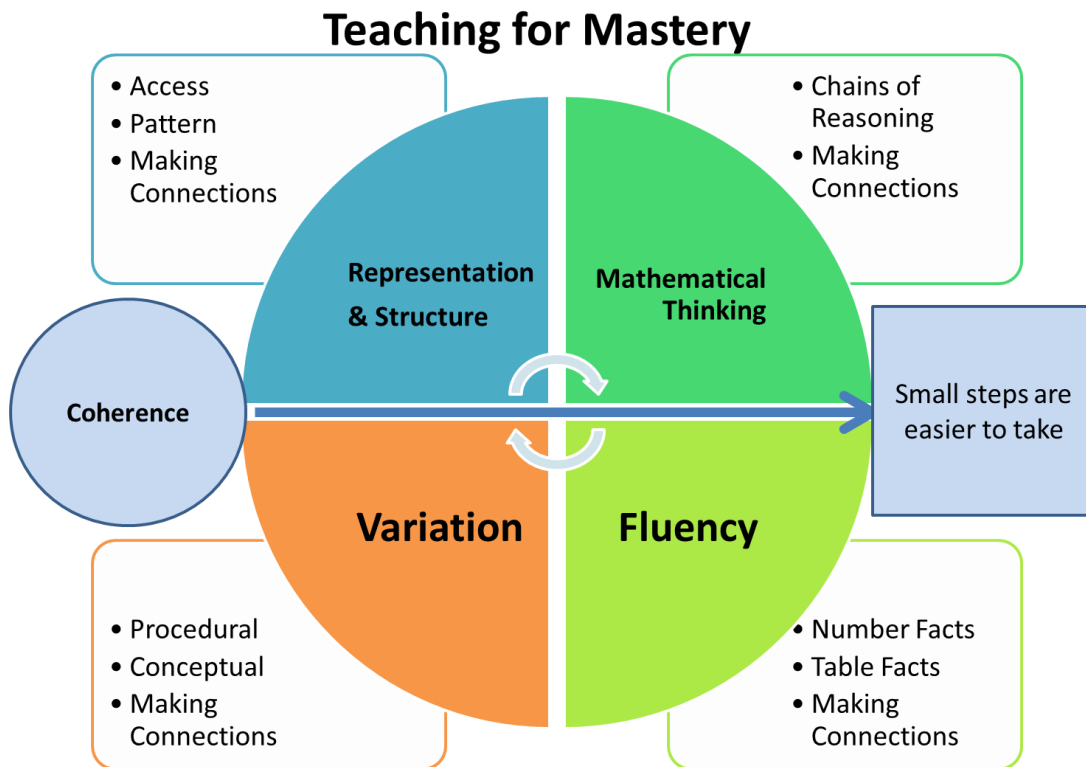 Teaching for Mastery
• Access
• Pattern
• Making
Connections
• Chains of
Reasoning
• Making
Connections
Representation
& Structure
Mathematical
Thinking
Coherence
Small steps are
easier to take
Variation
Fluency
• Procedural
• Conceptual
• Making
Connections
• Number Facts
• Table Facts
• Making
Connections